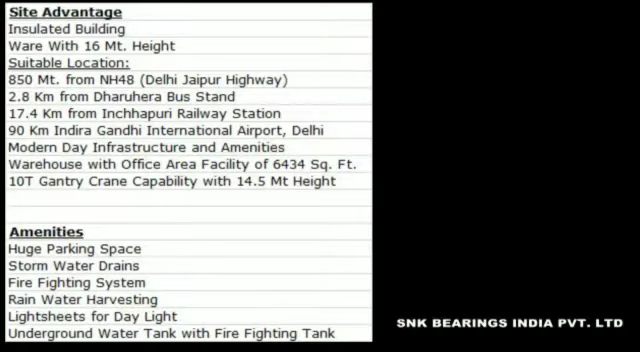 Site Advantage
Insulated Building
Ware With 16 Mt. Height
Suitable Location:
850 Mt. from NH48 (Delhi Jaipur Highway)
2.8 Km from Dharuhera Bus Stand
17.4 Km from Inchhapuri Railway Station
90 Km Indira Gandhi International Airport, Delhi
Modern Day Infrastructure and Amenities
Warehouse with Office Area Facility of 6434 Sq. Ft.
10T Gantry Crane Capability with 14.5 Mt Height
Amenities
Huge Parking Space
Storm Water Drains
Fire Fighting System
Rain Water Harvesting
Lightsheets for Day Light
Underground Water Tank with Fire Fighting Tank
SNK BEARINGS INDIA PVT. LTD